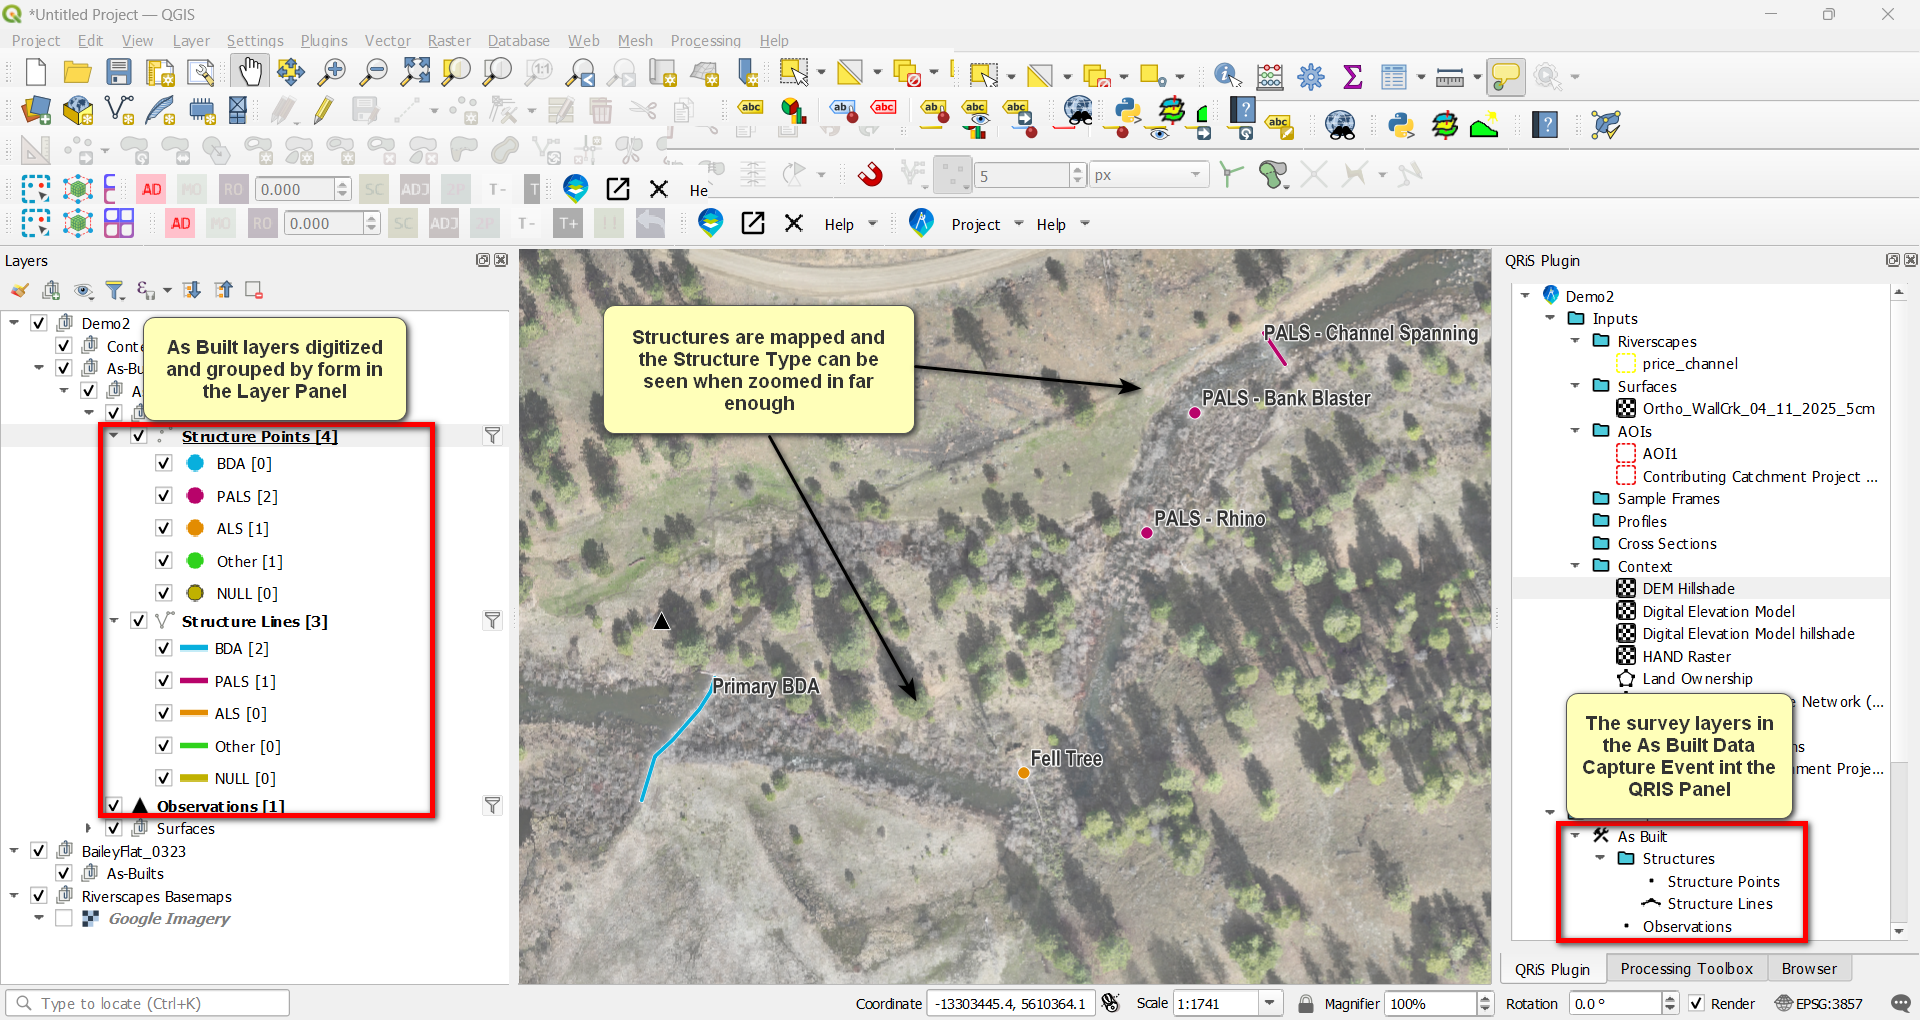 *Untitled Project — QGIS
Project Edit View Layer Settings Plugins Vector Raster Database Web Mesh Processing Help
1:1
abc abc abc abc abc abc
abc
5 px
AD MO RO 0.000 SC ADJ 2P T- T He
AD MO RO 0.000 SC ADJ 2P T- T+ !! Help Project Help
Layers
Demo2
Conte
As-Bu
A
As Built layers digitized
and grouped by form in
the Layer Panel
Structure Points [4]
BDA [0]
PALS [2]
ALS [1]
Other [1]
NULL [0]
Structure Lines [3]
BDA [2]
PALS [1]
ALS [0]
Other [0]
NULL [0]
Observations [1]
Surfaces
BaileyFlat_0323
As-Builts
Riverscapes Basemaps
Google Imagery
Structures are mapped and
the Structure Type can be
seen when zoomed in far
enough
PALS - Channel Spanning
PALS - Bank Blaster
PALS - Rhino
Primary BDA
Fell Tree
QRiS Plugin
Demo2
Inputs
Riverscapes
price_channel
Surfaces
Ortho_WallCrk_04_11_2025_5cm
AOIs
AOI1
Contributing Catchment Project ...
Sample Frames
Profiles
Cross Sections
Context
DEM Hillshade
Digital Elevation Model
Digital Elevation Model hillshade
HAND Raster
Land Ownership
e Network (...
ns
ment Proje...
The survey layers in
the As Built Data
Capture Event int the
QRIS Panel
As Built
Structures
Structure Points
Structure Lines
Observations
QRiS Plugin Processing Toolbox Browser
Type to locate (Ctrl+K) Coordinate -13303445.4, 5610364.1 Scale 1:1741 Magnifier 100% Rotation 0.0 ° Render EPSG:3857